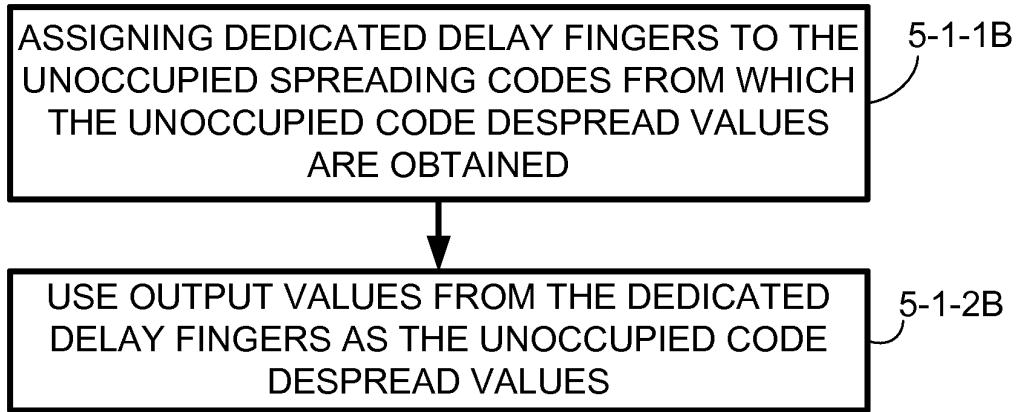 ASSIGNING DEDICATED DELAY FINGERS TO THE
UNOCCUPIED SPREADING CODES FROM WHICH
THE UNOCCUPIED CODE DESPREAD VALUES
ARE OBTAINED
5-1-1B
USE OUTPUT VALUES FROM THE DEDICATED
DELAY FINGERS AS THE UNOCCUPIED CODE
DESPREAD VALUES
5-1-2B